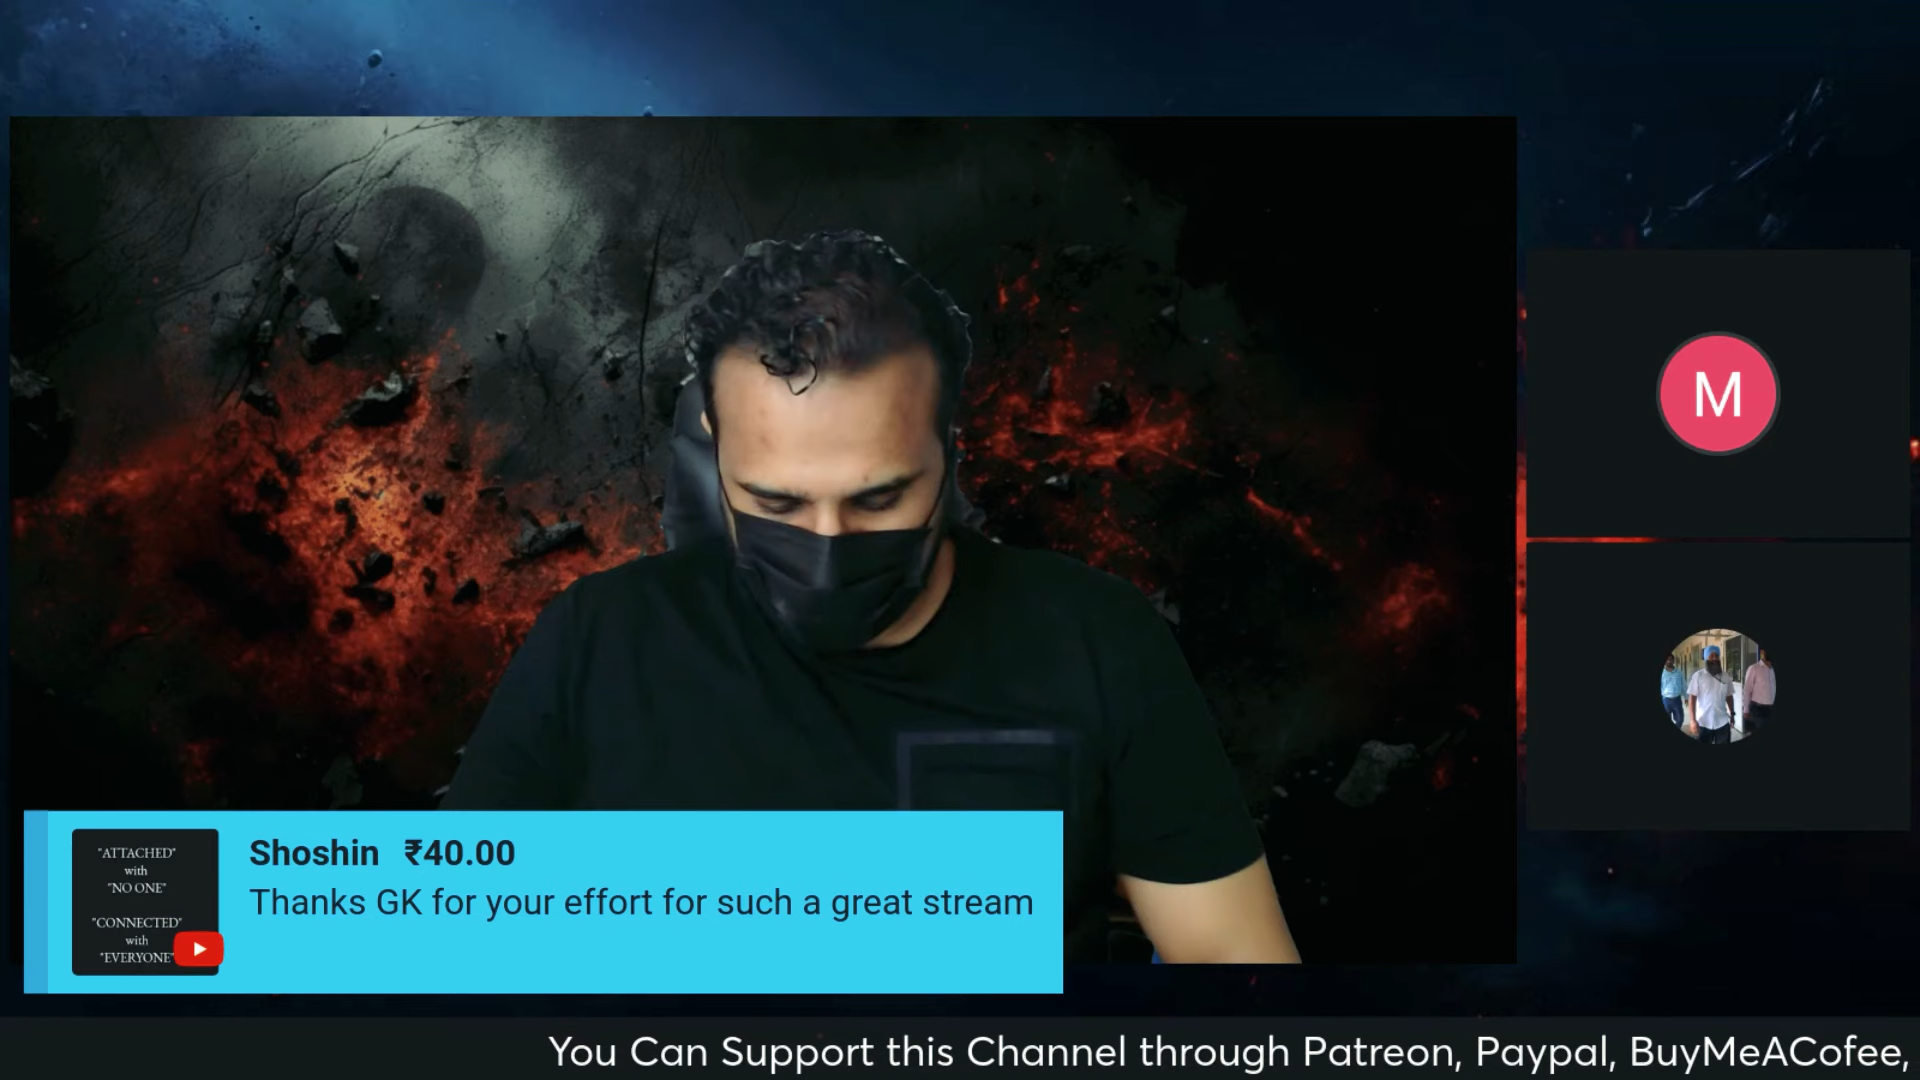 M
"ATTACHED"
with
"NO ONE"
"CONNECTED"
with
"EVERYONE"
Shoshin ₹40.00
Thanks GK for your effort for such a great stream
You Can Support this Channel through Patreon, Paypal, BuyMeACofee,